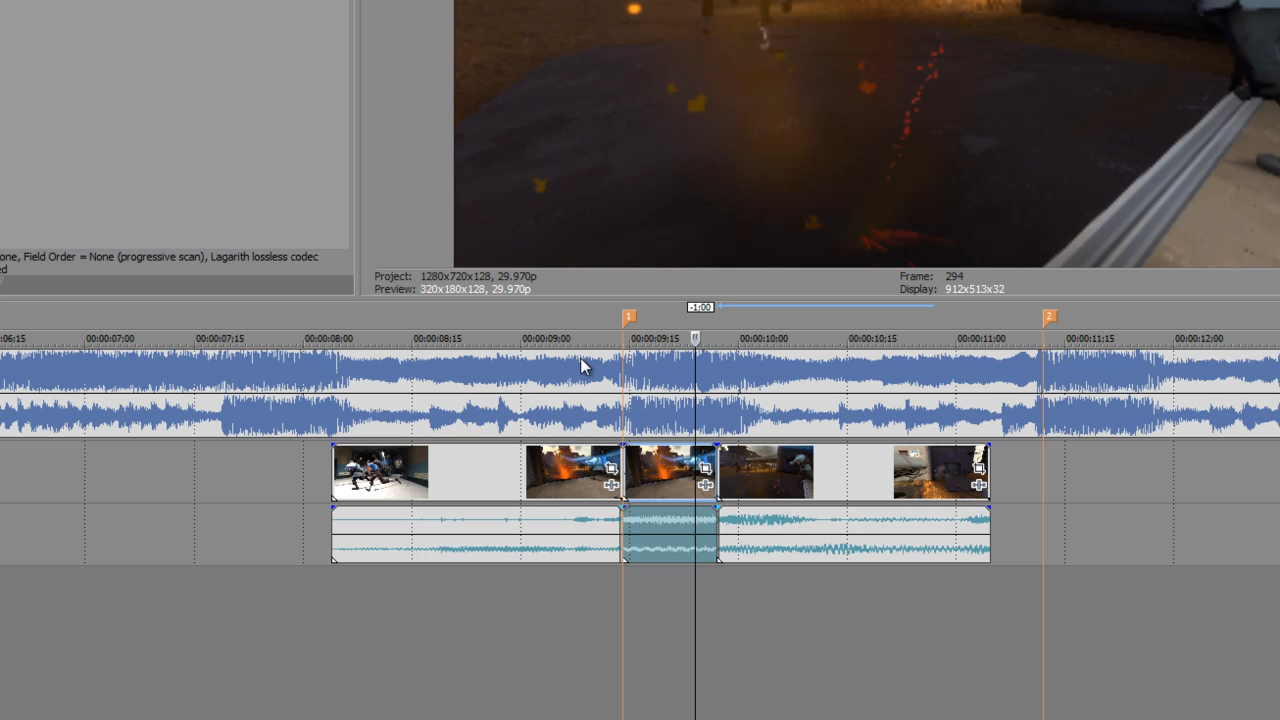 one, Field Order = None (progressive scan), Lagarith lossless codec
ed
Project: 1280x720x128, 29.970p
Preview: 320x180x128, 29.970p
Frame: 294
Display: 912x513x32
-1;00
1
2
:06;15 00:00:07;00 00:00:07;15 00:00:08;00 00:00:08;15 00:00:09;00 00:00:09;15 00:00:10;00 00:00:10;15 00:00:11;00 00:00:11;15 00:00:12;00